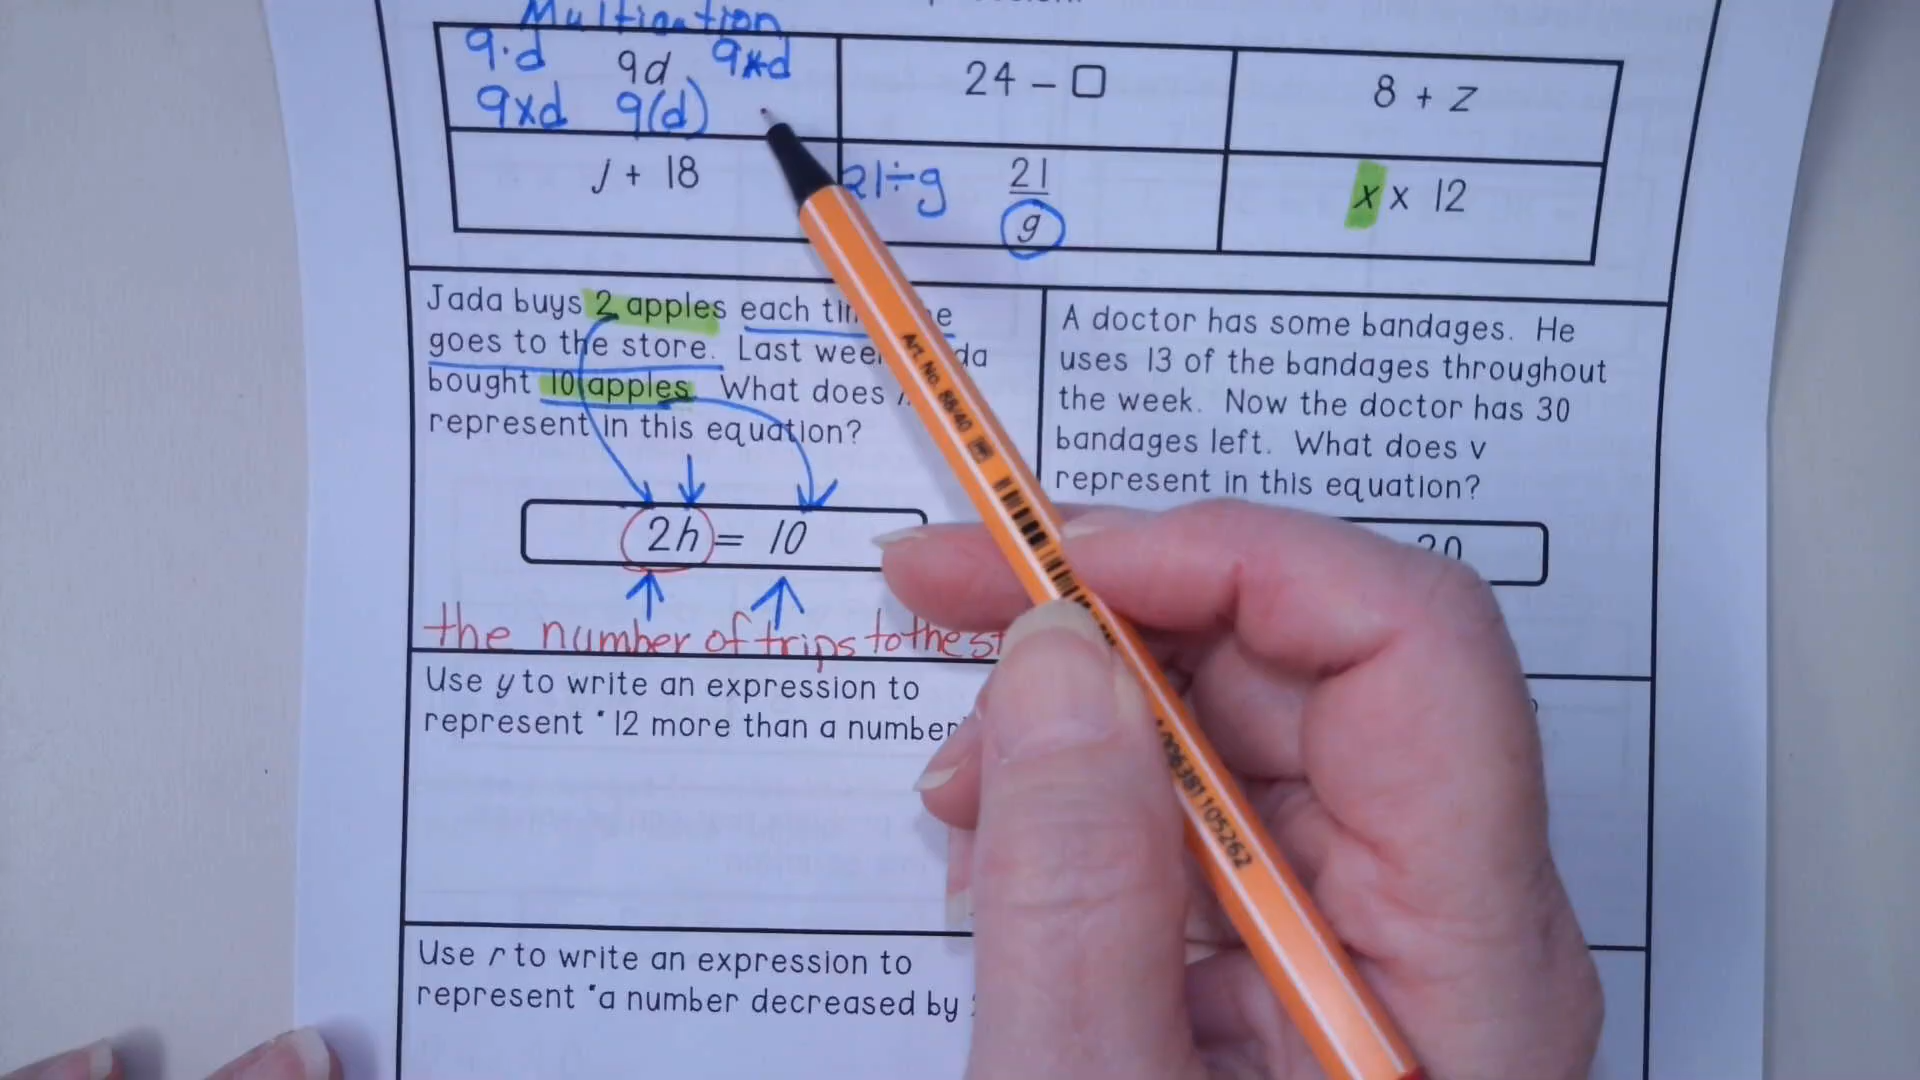 Multiqation
9·d 9d 9*d
9xd 9(d)
24 – □
8 + z
j + 18
21÷g 21
g
x x 12
Jada buys 2 apples each
goes to the store. Last
bought 10 apples. What does
represent in this equation?
2h = 10
the number of trips to the st
A doctor has some bandages. He
uses 13 of the bandages throughout
the week. Now the doctor has 30
bandages left. What does v
represent in this equation?
Use y to write an expression to
represent "12 more than a number
Use r to write an expression to
represent "a number decreased by
Art. No. 88/40